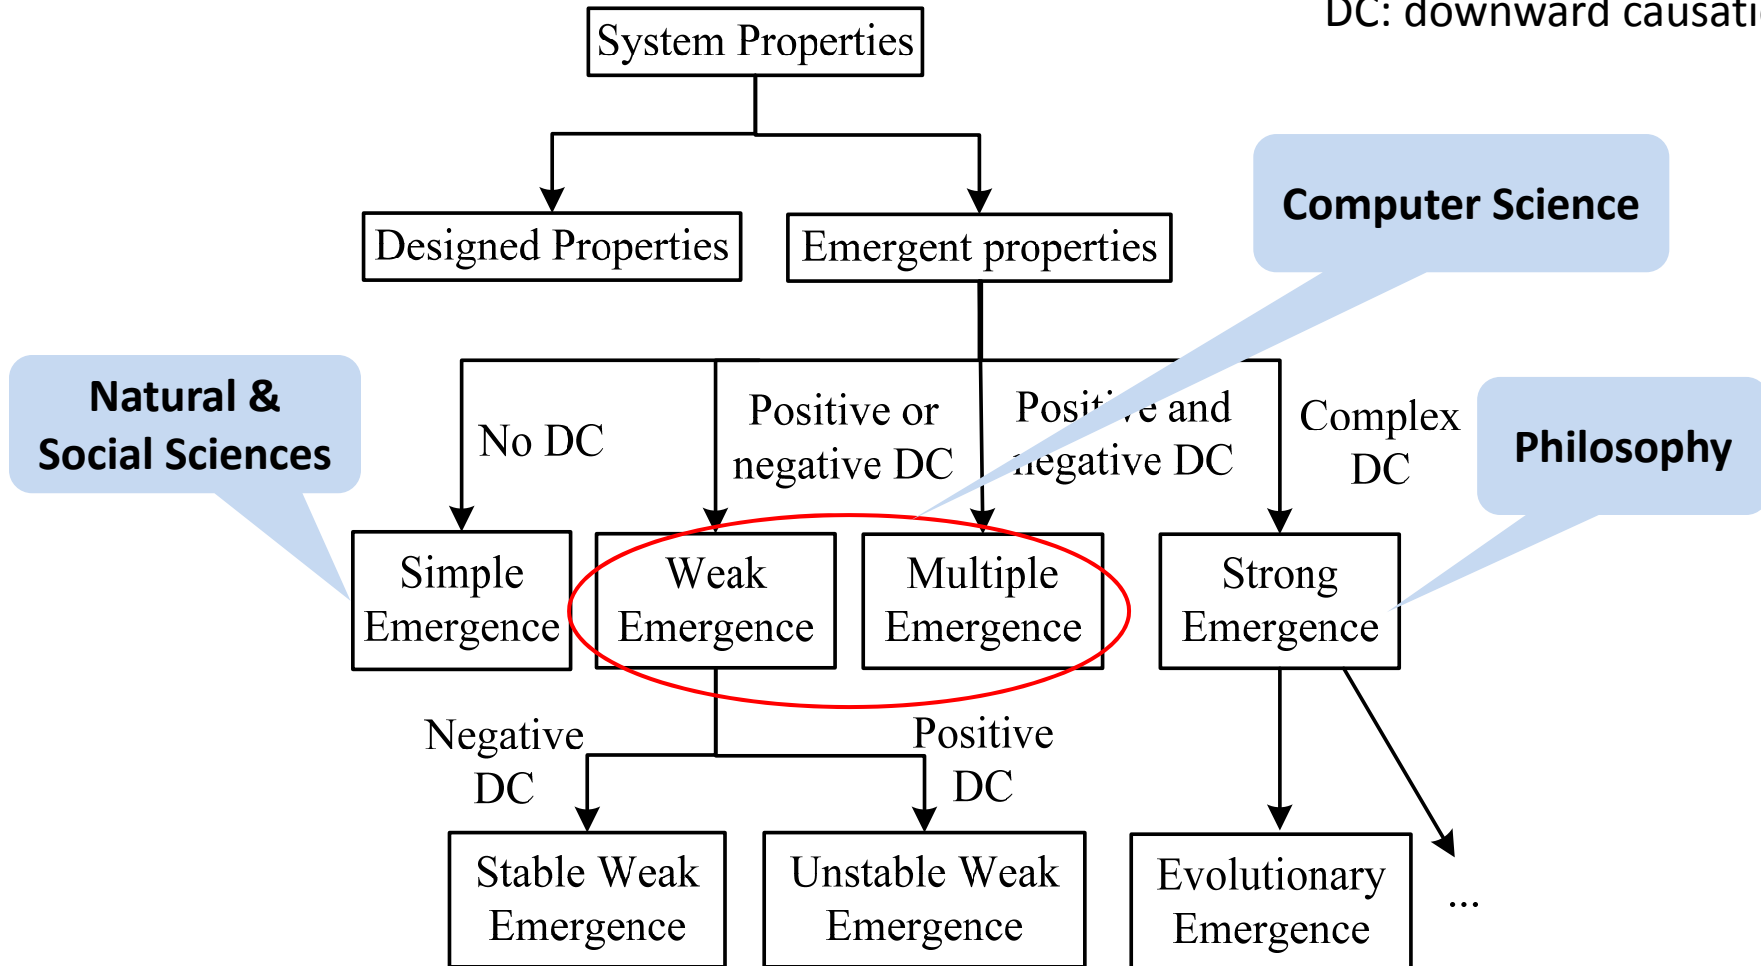 DC: downward causatio
System Properties
Computer Science
Designed Properties
Emergent properties
Natural &
Social Sciences
No DC
Positive or
negative DC
Positive and
negative DC
Complex
DC
Philosophy
Simple
Emergence
Weak
Emergence
Multiple
Emergence
Strong
Emergence
Negative
DC
Positive
DC
Stable Weak
Emergence
Unstable Weak
Emergence
Evolutionary
Emergence
...